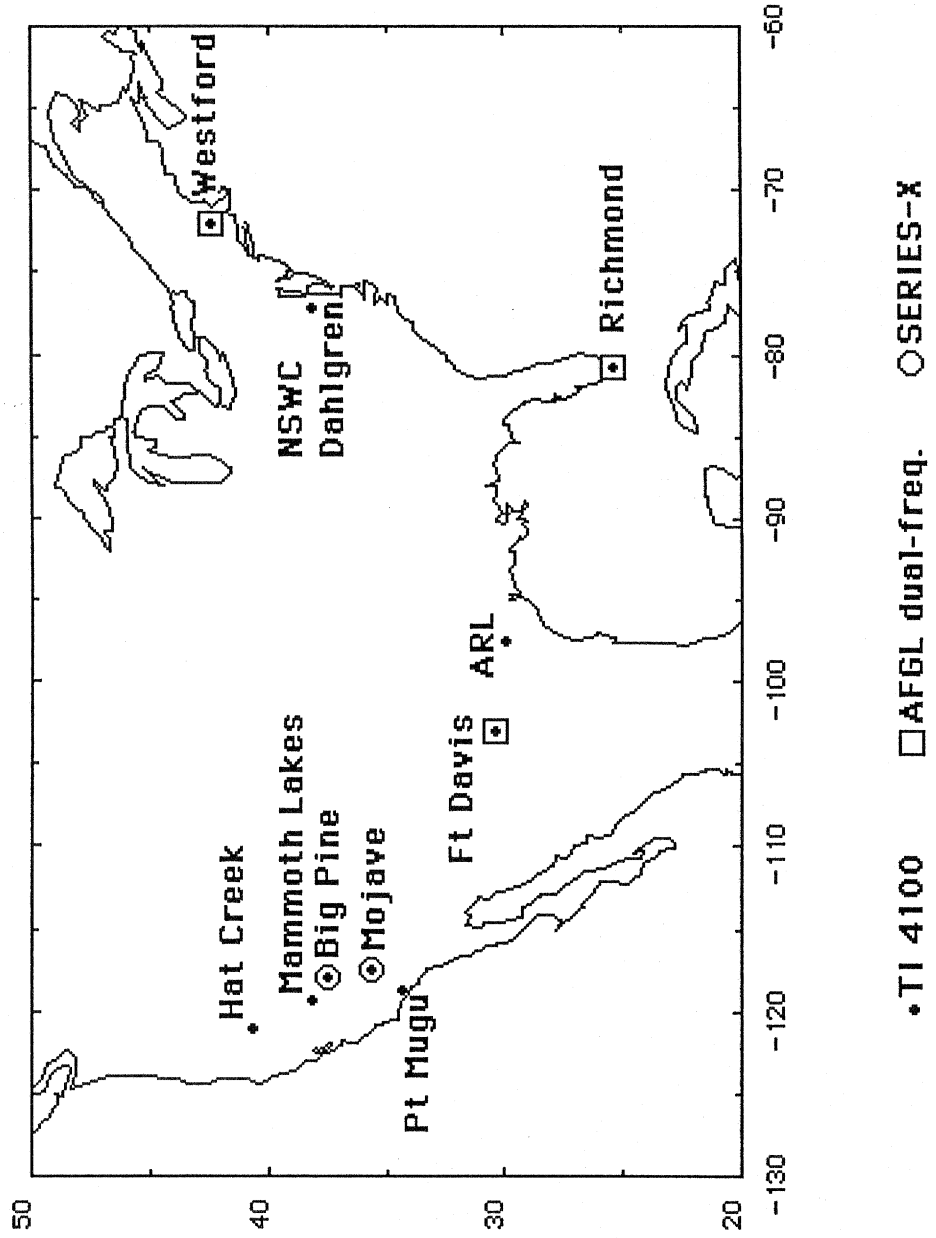 50
40
30
20
Hat Creek
Mammoth Lakes
Big Pine
Mojave
Pt Mugu
Ft Davis
ARL
NSWC
Dahlgren
Westford
Richmond
-130
-120
-110
-100
-90
-80
-70
-60
TI 4100
AFGL dual-freq.
SERIES-X